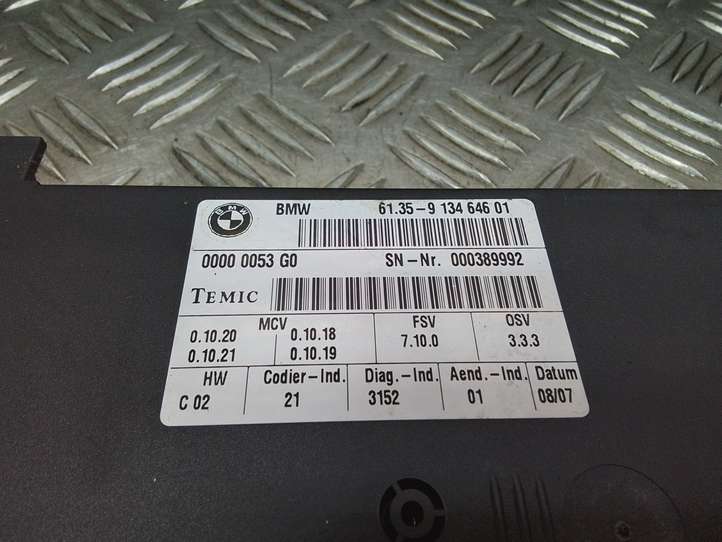 BMW
BMW 61.35-9 134 646 01
0000 0053 G0 SN-Nr. 000389992
TEMIC
MCV FSV OSV
0.10.20 0.10.18 7.10.0 3.3.3
0.10.21 0.10.19
HW Codier-Ind. Diag.-Ind. Aend.-Ind. Datum
C 02 21 3152 01 08/07